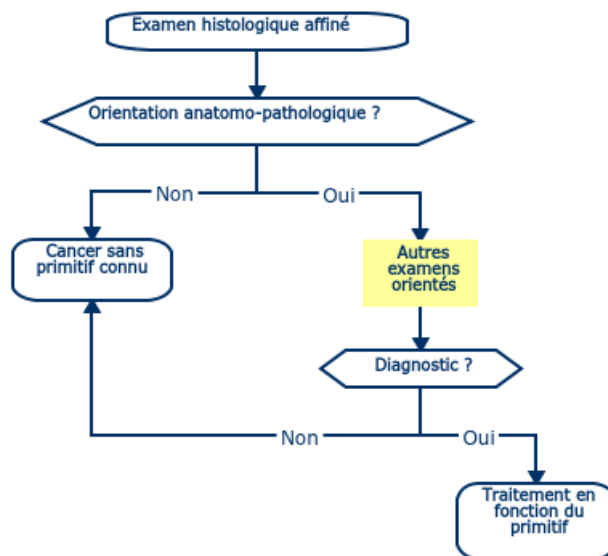 Examen histologique affiné
Orientation anatomo-pathologique ?
Non
Oui
Cancer sans
primitif connu
Autres
examens
orientés
Diagnostic ?
Non
Oui
Traitement en
fonction du
primitif